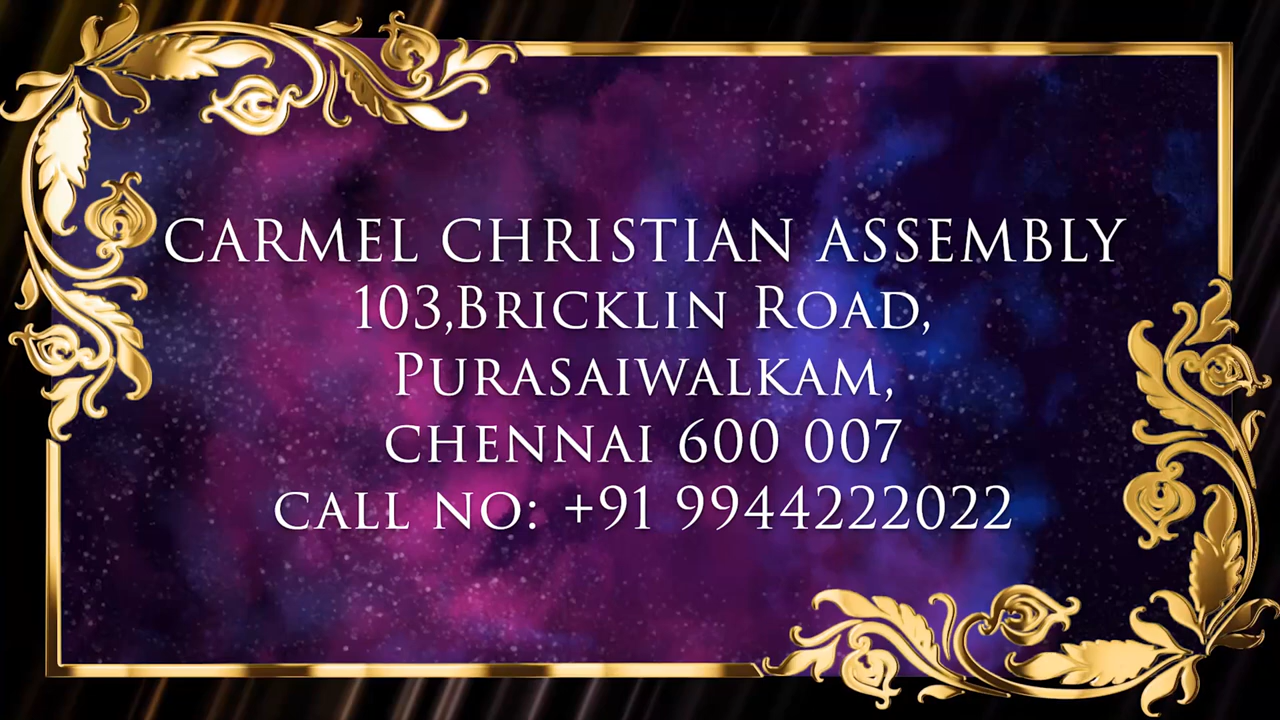 CARMEL CHRISTIAN ASSEMBLY
103,BRICKLIN ROAD,
PURASAIWALKAM,
CHENNAI 600 007
CALL NO: +91 9944222022